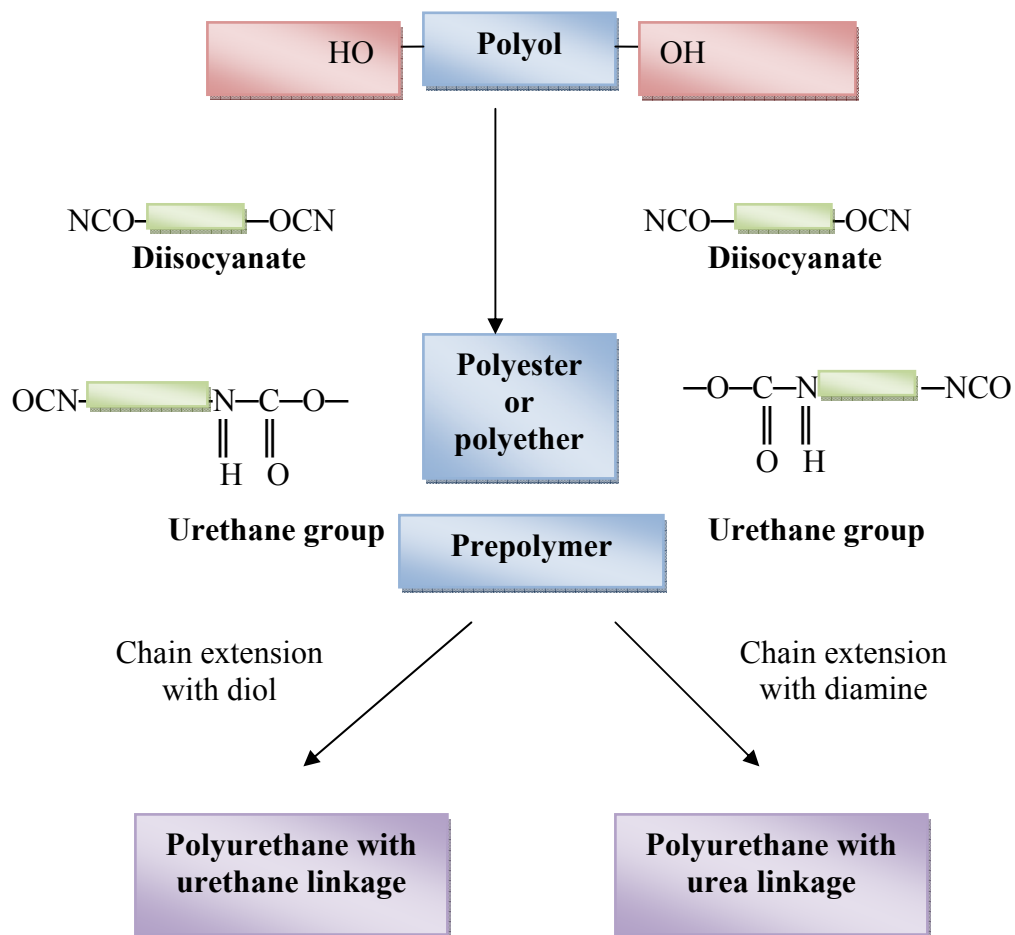 HO
Polyol
OH
NCO
OCN
NCO
OCN
Diisocyanate
Diisocyanate
Polyester
or
polyether
OCN
N—C—O—
—O—C—N
NCO
H O
O H
Urethane group
Prepolymer
Urethane group
Chain extension
with diol
Chain extension
with diamine
Polyurethane with
urethane linkage
Polyurethane with
urea linkage